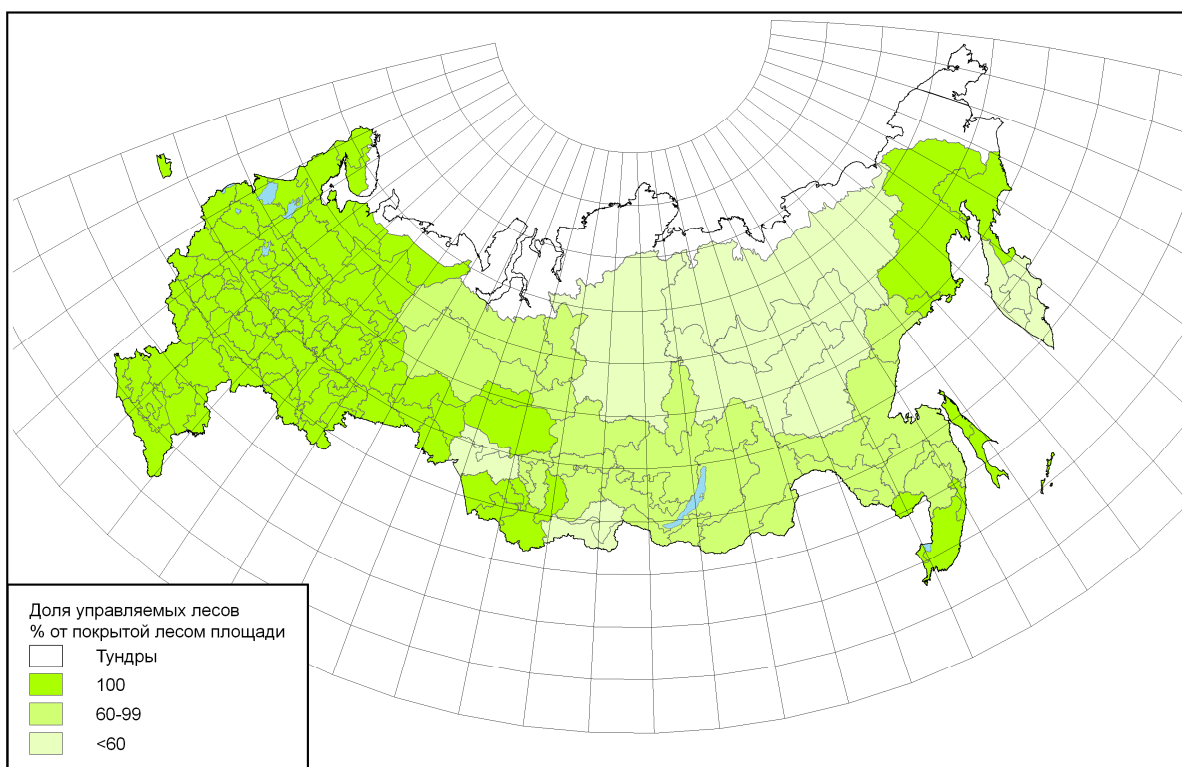 Доля управляемых лесов
% от покрытой лесом площади
Тундры
100
60-99
<60